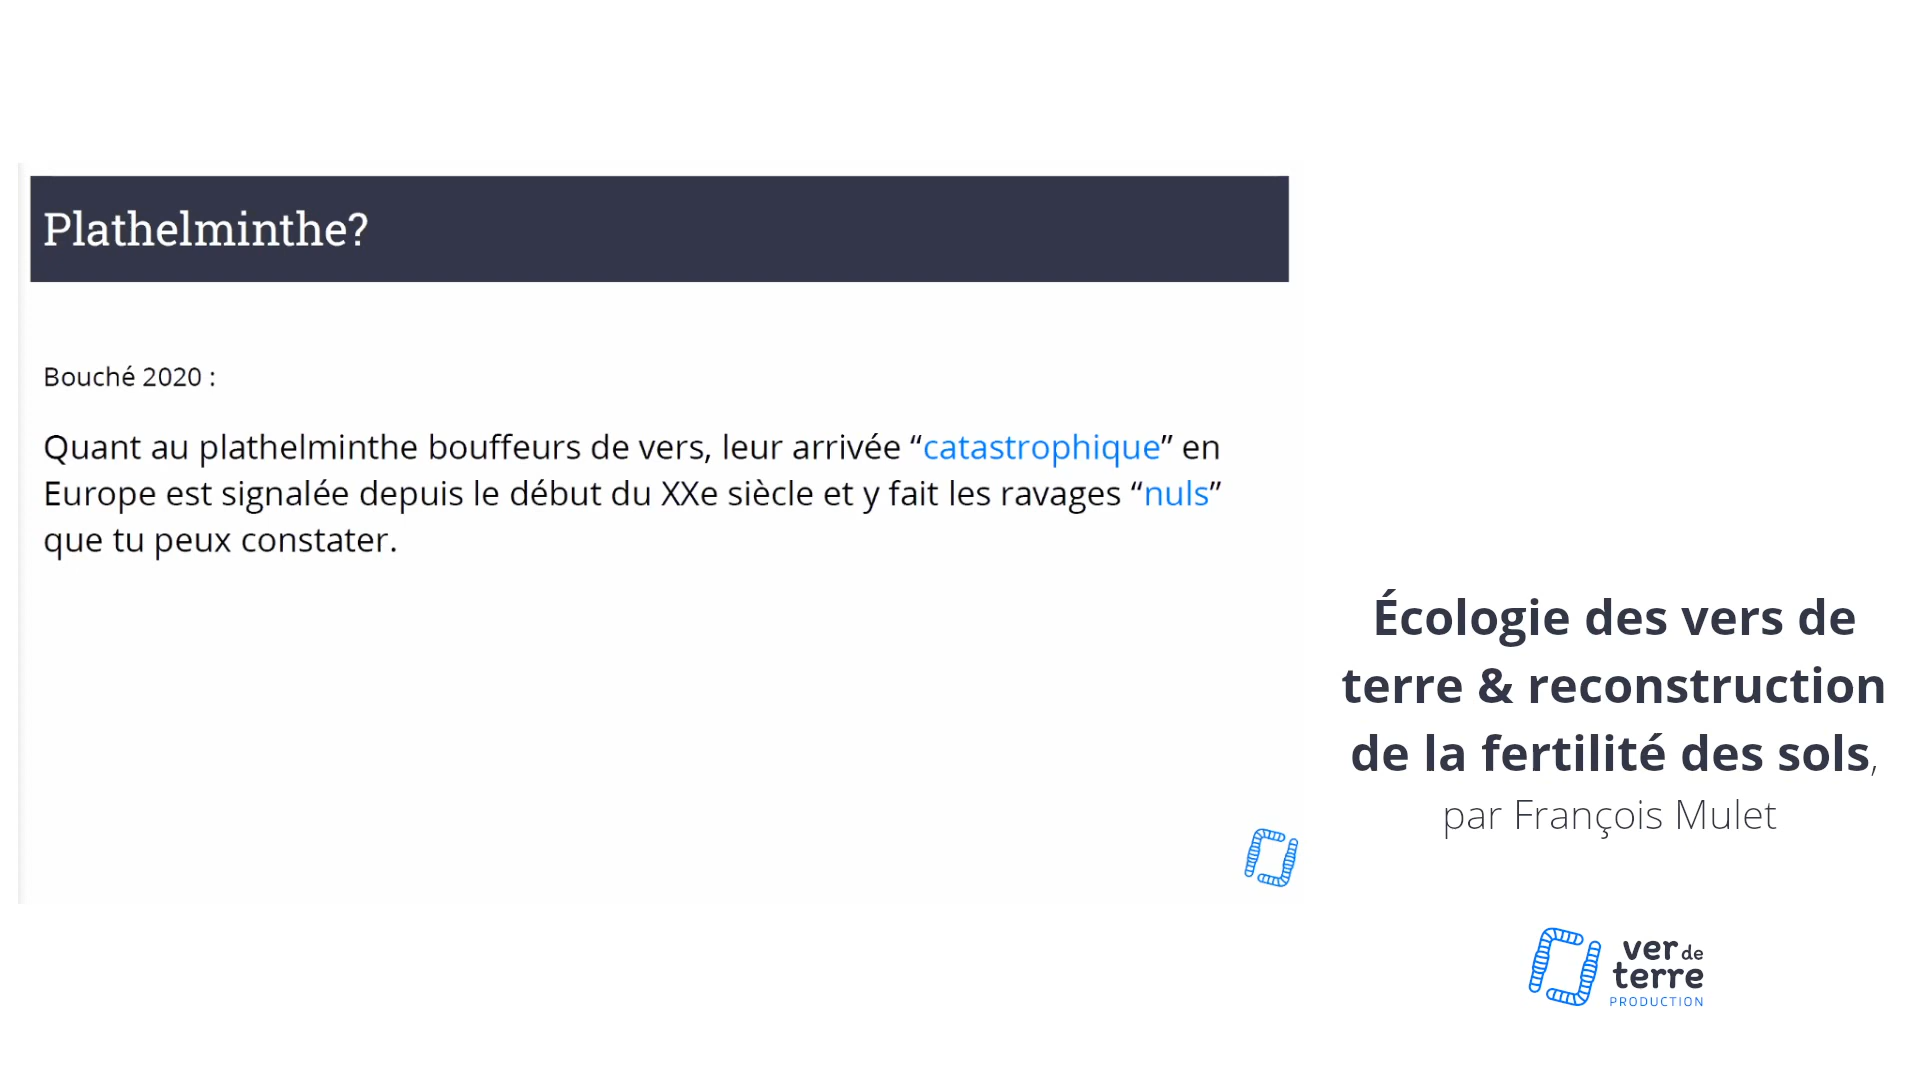 Plathelminthe?
Bouché 2020 :
Quant au plathelminthe bouffeurs de vers, leur arrivée “catastrophique” en
Europe est signalée depuis le début du XXe siècle et y fait les ravages “nuls”
que tu peux constater.
Écologie des vers de
terre & reconstruction
de la fertilité des sols,
par François Mulet
ver de
terre
PRODUCTION